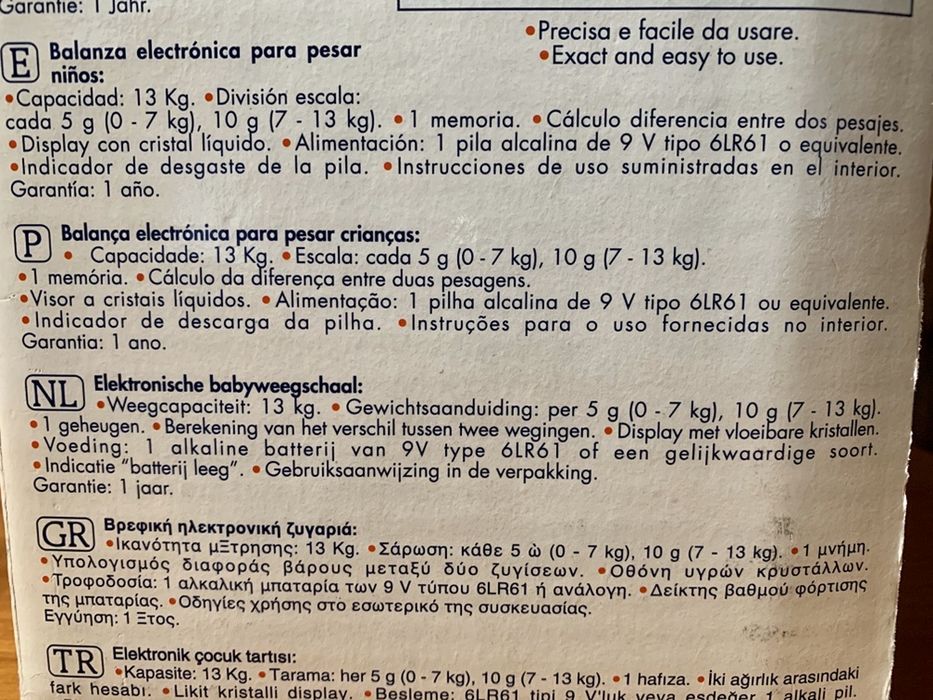 Garantie: 1 Jahr.
•Precisa e facile da usare.
•Exact and easy to use.
E Balanza electrónica para pesar
niños:
•Capacidad: 13 Kg. •División escala:
cada 5 g (0 - 7 kg), 10 g (7 - 13 kg). •1 memoria. •Cálculo diferencia entre dos pesajes.
•Display con cristal líquido. •Alimentación: 1 pila alcalina de 9 V tipo 6LR61 o equivalente.
•Indicador de desgaste de la pila. •Instrucciones de uso suministradas en el interior.
Garantía: 1 año.
P Balança electrónica para pesar crianças:
• Capacidade: 13 Kg. •Escala: cada 5 g (0 - 7 kg), 10 g (7 - 13 kg).
•1 memória. •Cálculo da diferença entre duas pesagens.
•Visor a cristais líquidos. •Alimentação: 1 pilha alcalina de 9 V tipo 6LR61 ou equivalente.
•Indicador de descarga da pilha. •Instruções para o uso fornecidas no interior.
Garantia: 1 ano.
NL Elektronische babyweegschaal:
•Weegcapaciteit: 13 kg. •Gewichtsaanduiding: per 5 g (0 - 7 kg), 10 g (7 - 13 kg).
•1 geheugen. •Berekening van het verschil tussen twee wegingen. •Display met vloeibare kristallen.
•Voeding: 1 alkaline batterij van 9V type 6LR61 of een gelijkwaardige soort.
•Indicatie "batterij leeg". •Gebruiksaanwijzing in de verpakking.
Garantie: 1 jaar.
GR Βρεφική ηλεκτρονική ζυγαριά:
•Ικανότητα μΞτρησης: 13 Kg. •Σάρωση: κάθε 5 ὼ (0 - 7 kg), 10 g (7 - 13 kg). •1 μνήμη.
•Υπολογισμός διαφοράς βάρους μεταξύ δύο ζυγίσεων. •Οθόνη υγρών κρυστάλλων.
•Τροφοδοσία: 1 αλκαλική μπαταρία των 9 V τύπου 6LR61 ή ανάλογη. •Δείκτης βαθμού φόρτισης
της μπαταρίας. •Οδηγίες χρήσης στο εσωτερικό της συσκευασίας.
Εγγύηση: 1 Ξτος.
TR Elektronik çocuk tartısı:
•Kapasite: 13 Kg. •Tarama: her 5 g (0 - 7 kg), 10 g (7 - 13 kg). •1 hafıza. •İki ağırlık arasındaki
fark hesabı. •Likit kristalli display. •Besleme: 6LR61 tipi 9 V'luk veya eşdeğer 1 alkali pil.